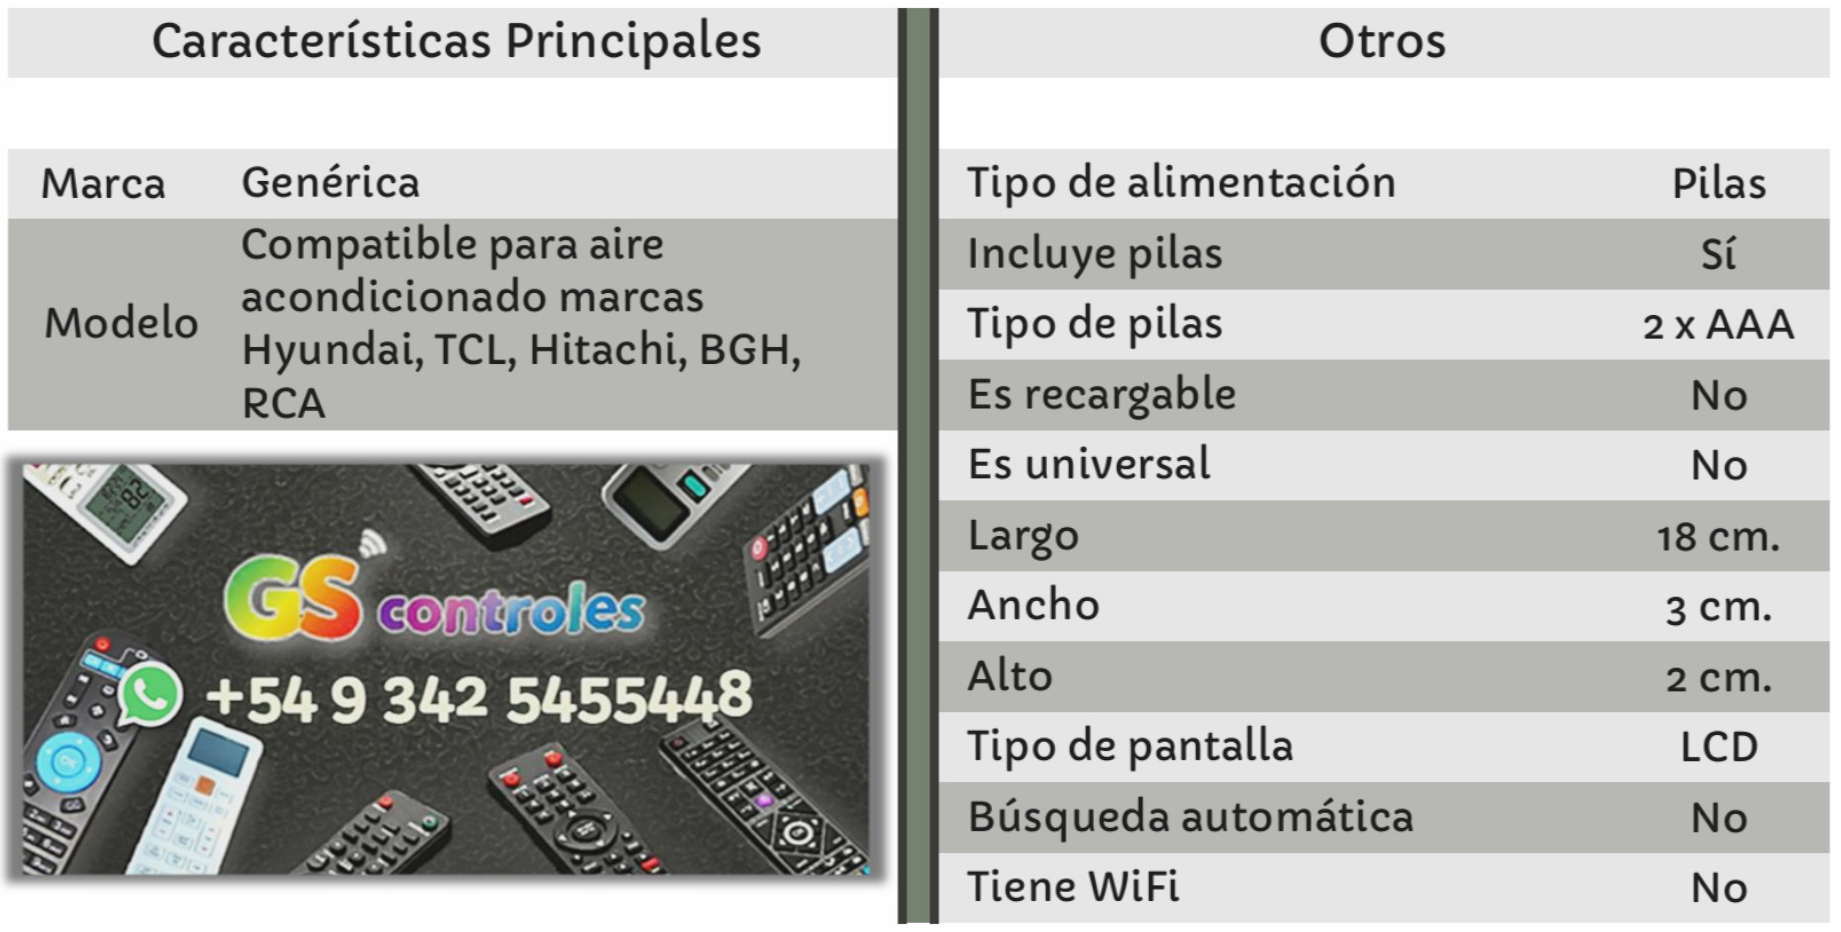 Características Principales
Marca Genérica
Modelo
Compatible para aire
acondicionado marcas
Hyundai, TCL, Hitachi, BGH,
RCA
GS controles
+54 9 342 5455448
Otros
Tipo de alimentación Pilas
Incluye pilas Sí
Tipo de pilas 2 x AAA
Es recargable No
Es universal No
Largo 18 cm.
Ancho 3 cm.
Alto 2 cm.
Tipo de pantalla LCD
Búsqueda automática No
Tiene WiFi No